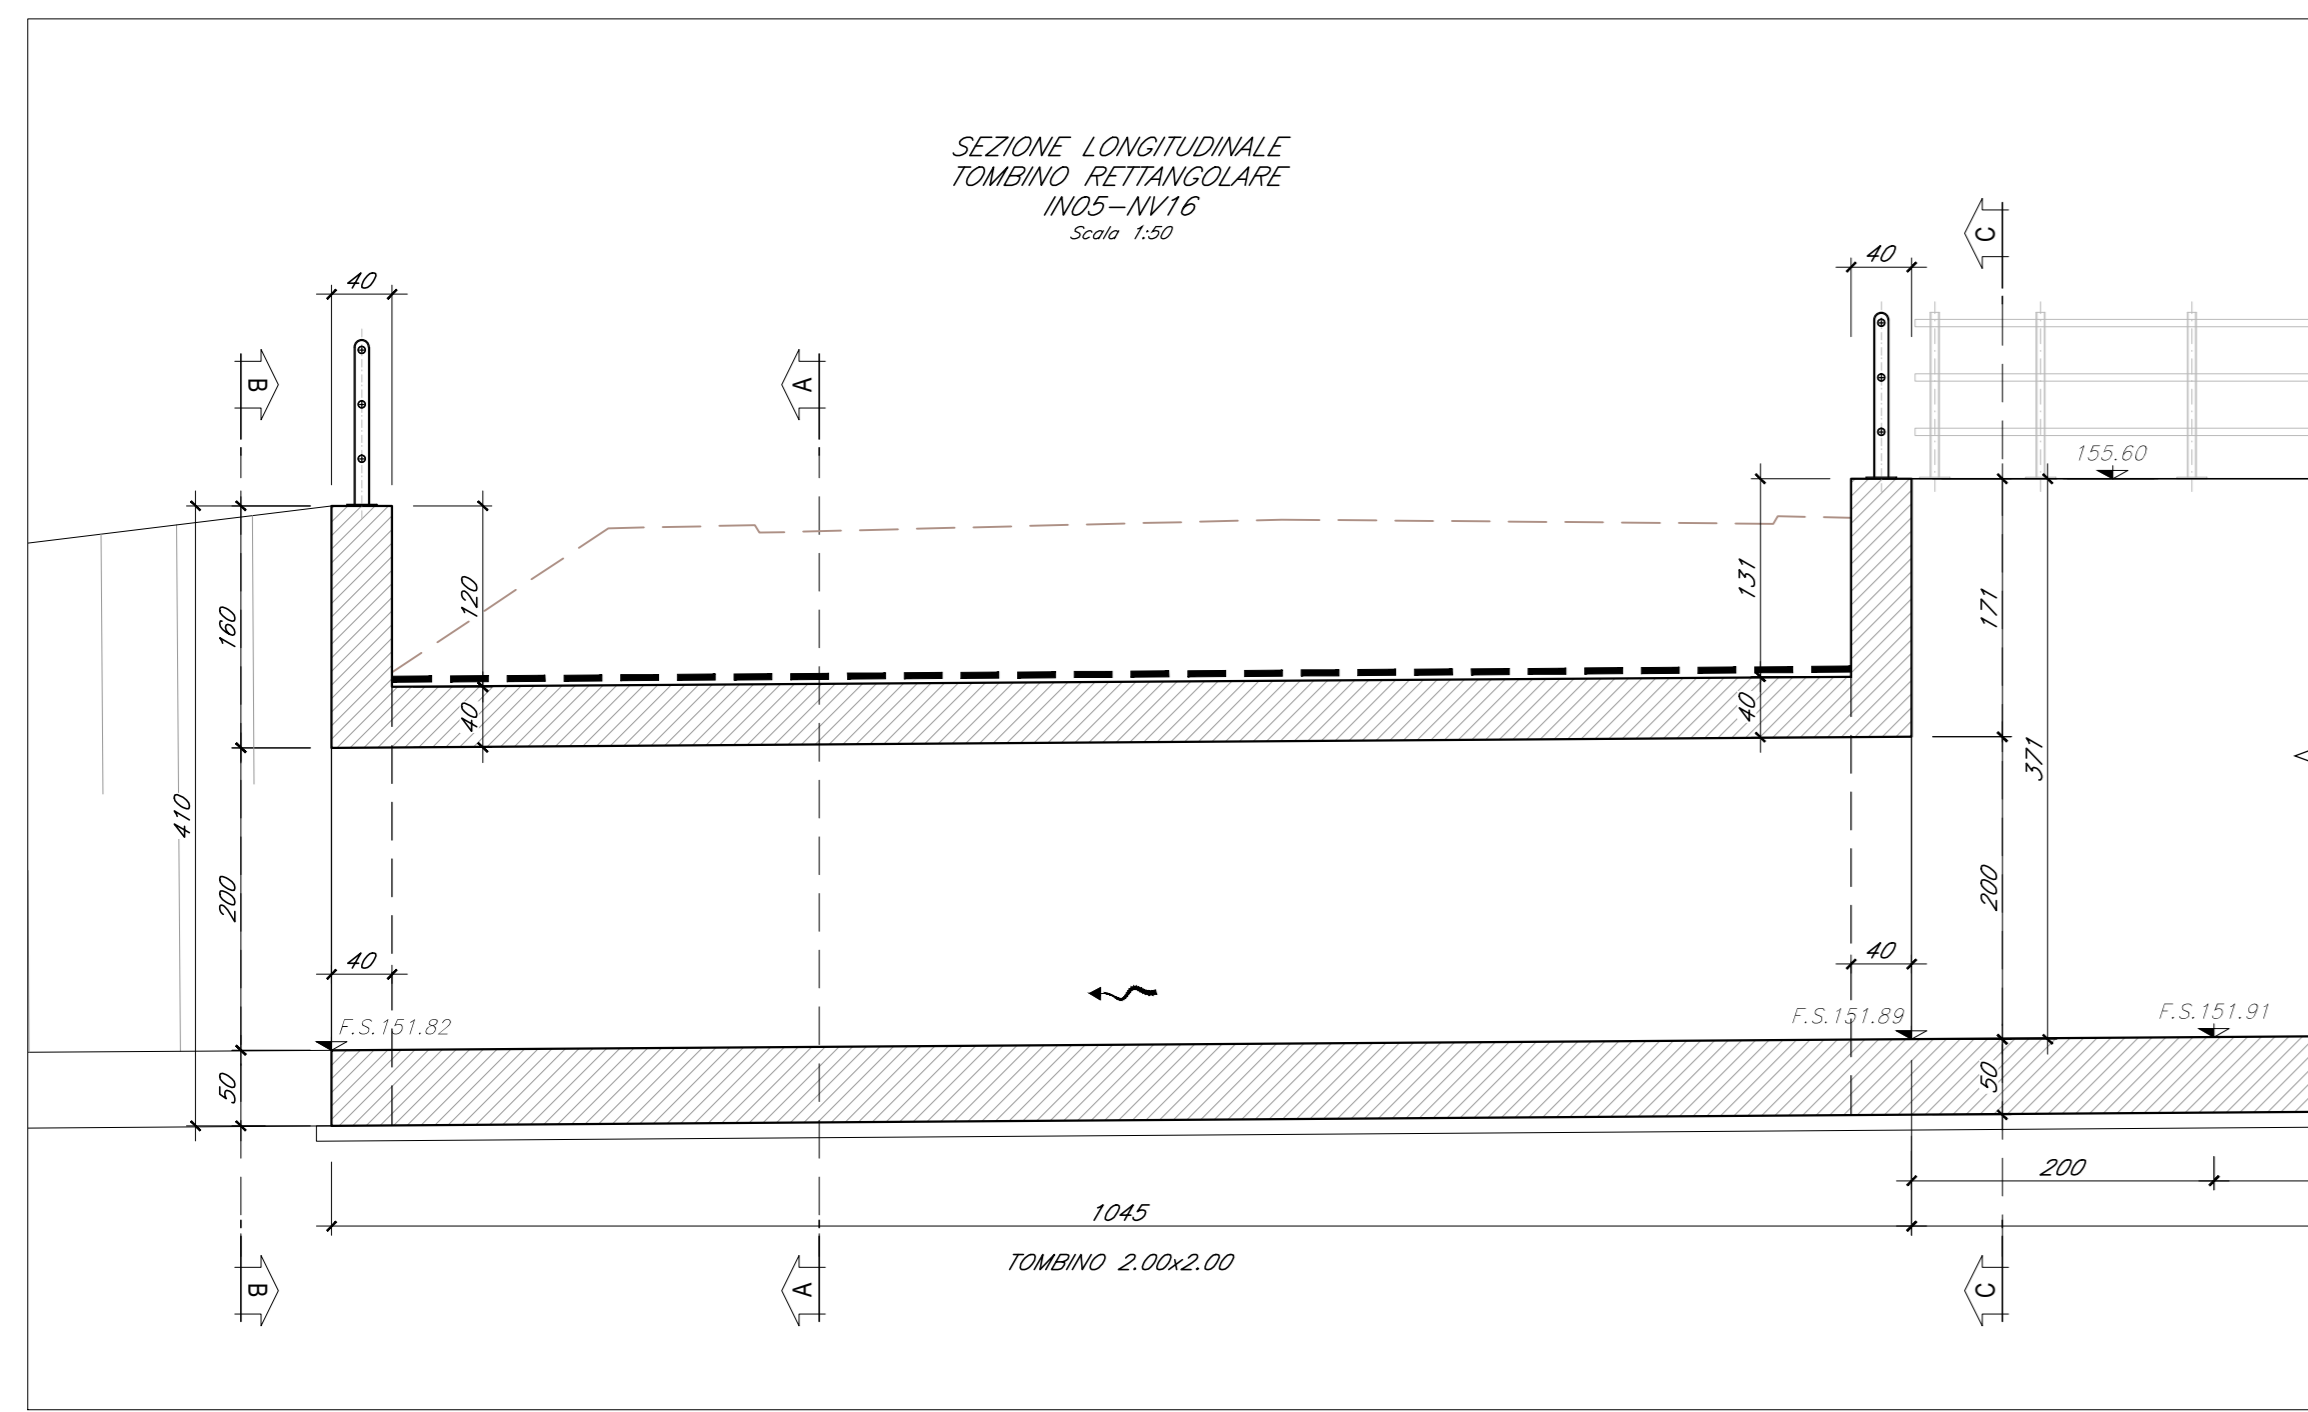 SEZIONE LONGITUDINALE
TOMBINO RETTANGOLARE
IN05-NV16
Scala 1:50
C
40
40
B
A
155.60
120
131
160
171
40
40
371
410
200
200
40
40
F.S.151.82
F.S.151.89
F.S.151.91
50
50
200
1045
TOMBINO 2.00x2.00
B
A
C